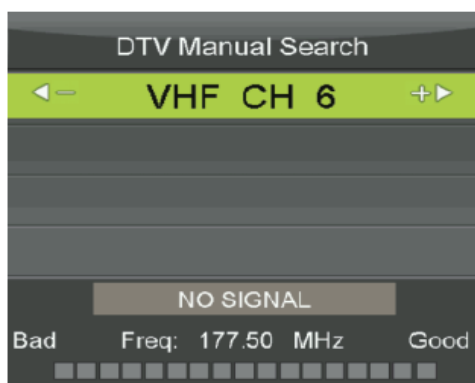 DTV Manual Search
− VHF CH 6 +
NO SIGNAL
Bad Freq: 177.50 MHz Good